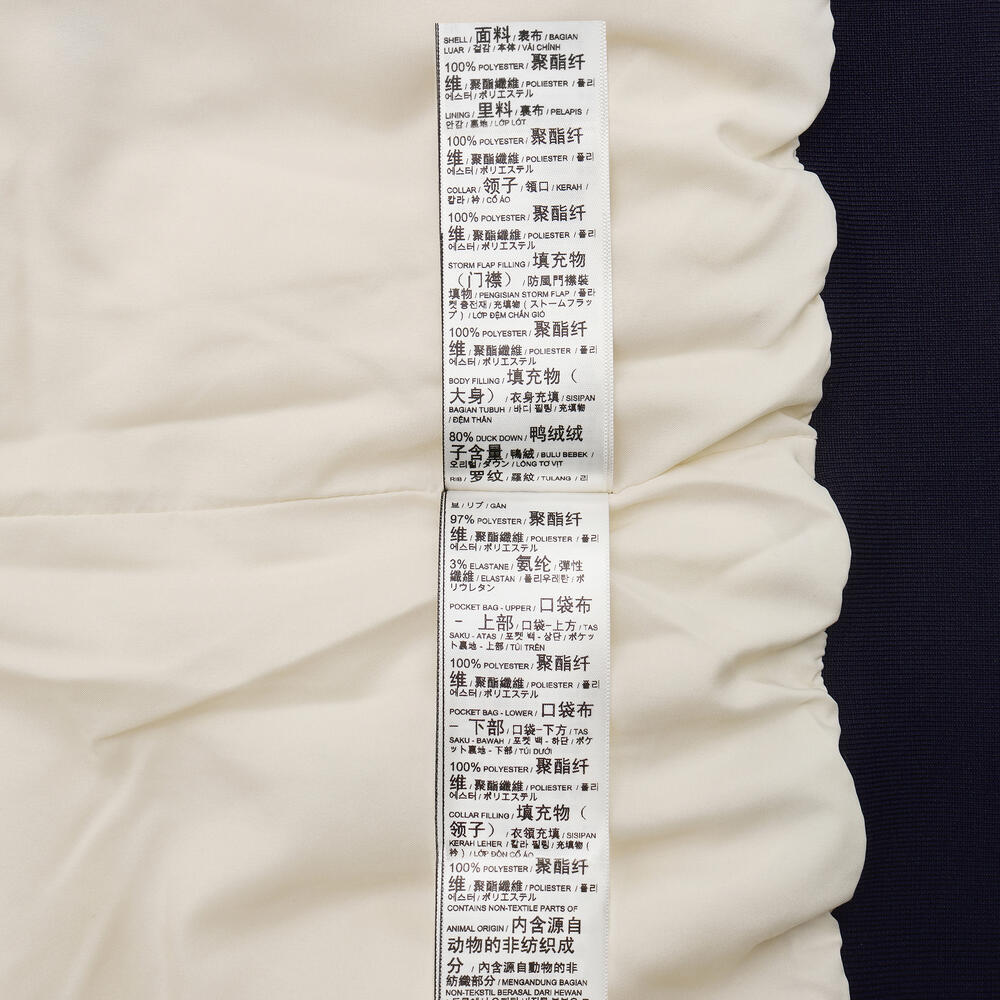 SHELL / 面料 / 表布 / BAGIAN
LUAR / 겉감 / 本体 / VẢI CHÍNH
100% POLYESTER / 聚酯纤
维 / 聚酯纖維 / POLIESTER / 폴리
에스터 / ポリエステル
LINING / 里料 / 裏布 / PELAPIS /
안감 / 裏地 / LỚP LÓT
100% POLYESTER / 聚酯纤
维 / 聚酯纖維 / POLIESTER / 폴리
에스터 / ポリエステル
COLLAR / 领子 / 領口 / KERAH /
칼라 / 衿 / CỔ ÁO
100% POLYESTER / 聚酯纤
维 / 聚酯纖維 / POLIESTER / 폴리
에스터 / ポリエステル
STORM FLAP FILLING / 填充物
（门襟） / 防風門襟裝
填物 / PENGISIAN STORM FLAP / 플라
켓 충전재 / 充填物 ( ストームフラッ
プ ) / LỚP ĐỆM CHẮN GIÓ
100% POLYESTER / 聚酯纤
维 / 聚酯纖維 / POLIESTER / 폴리
에스터 / ポリエステル
BODY FILLING / 填充物（
大身） / 衣身充填 / SISIPAN
BAGIAN TUBUH / 바디 필링 / 充填物
/ ĐỆM THÂN
80% DUCK DOWN / 鸭绒绒
子含量 / 鴨絨 / BULU BEBEK /
오리털 / ダウン / LÔNG TƠ VỊT
RIB / 罗纹 / 羅紋 / TULANG / 리
브 / リブ / GÂN
97% POLYESTER / 聚酯纤
维 / 聚酯纖維 / POLIESTER / 폴리
에스터 / ポリエステル
3% ELASTANE / 氨纶 / 彈性
纖維 / ELASTAN / 폴리우레탄 / ポ
リウレタン
POCKET BAG - UPPER / 口袋布
- 上部 / 口袋-上方 / TAS
SAKU - ATAS / 포켓 백 - 상단 / ポケッ
ト裏地 - 上部 / TÚI TRÊN
100% POLYESTER / 聚酯纤
维 / 聚酯纖維 / POLIESTER / 폴리
에스터 / ポリエステル
POCKET BAG - LOWER / 口袋布
- 下部 / 口袋-下方 / TAS
SAKU - BAWAH / 포켓 백 - 하단 / ポケ
ット裏地 - 下部 / TÚI DƯỚI
100% POLYESTER / 聚酯纤
维 / 聚酯纖維 / POLIESTER / 폴리
에스터 / ポリエステル
COLLAR FILLING / 填充物（
领子） / 衣領充填 / SISIPAN
KERAH LEHER / 칼라 필링 / 充填物 (
衿 ) / LỚP ĐỘN CỔ ÁO
100% POLYESTER / 聚酯纤
维 / 聚酯纖維 / POLIESTER / 폴리
에스터 / ポリエステル
CONTAINS NON-TEXTILE PARTS OF
ANIMAL ORIGIN / 内含源自
动物的非纺织成
分 / 內含源自動物的非
紡織部分 / MENGANDUNG BAGIAN
NON-TEKSTIL BERASAL DARI HEWAN